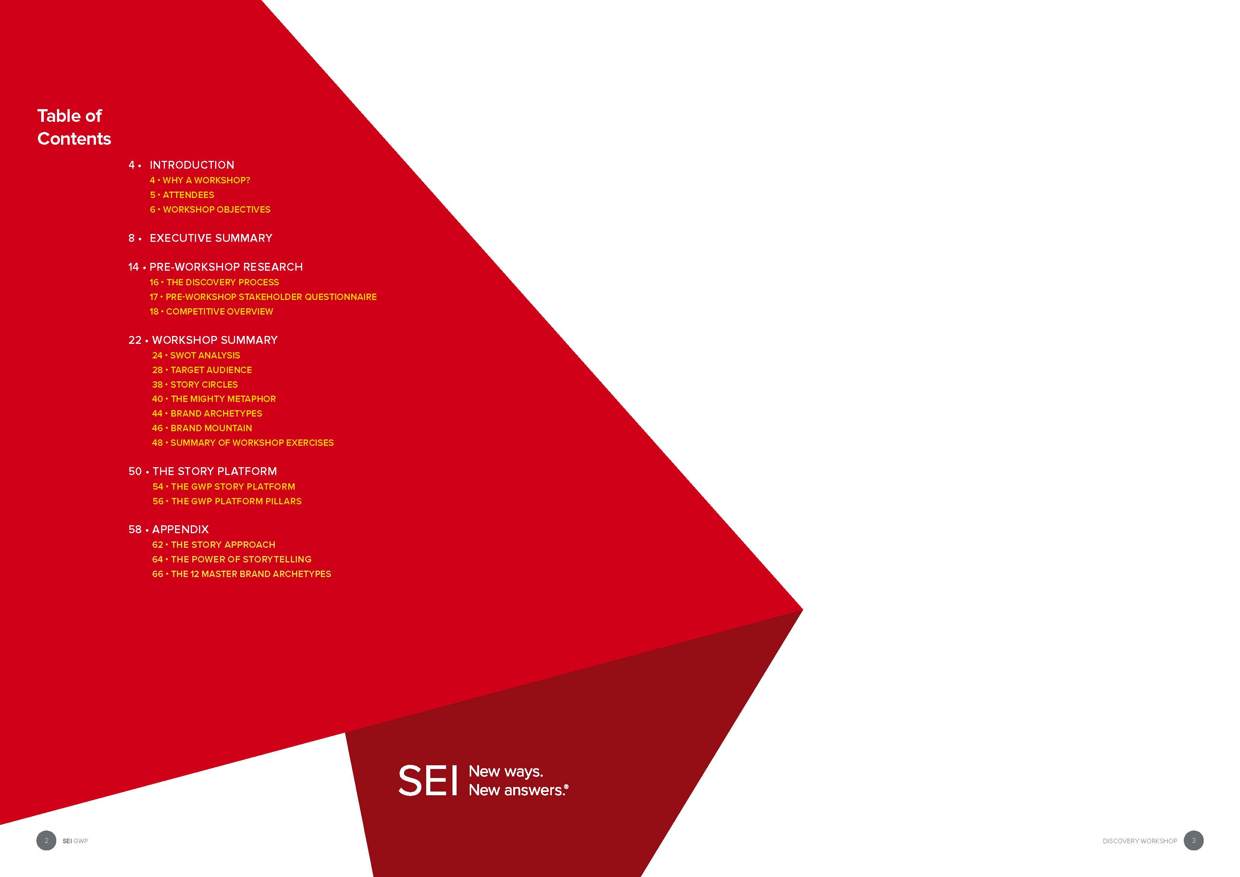 Table of
Contents
4 • INTRODUCTION
4 • WHY A WORKSHOP?
5 • ATTENDEES
6 • WORKSHOP OBJECTIVES
8 • EXECUTIVE SUMMARY
14 • PRE-WORKSHOP RESEARCH
16 • THE DISCOVERY PROCESS
17 • PRE-WORKSHOP STAKEHOLDER QUESTIONNAIRE
18 • COMPETITIVE OVERVIEW
22 • WORKSHOP SUMMARY
24 • SWOT ANALYSIS
28 • TARGET AUDIENCE
38 • STORY CIRCLES
40 • THE MIGHTY METAPHOR
44 • BRAND ARCHETYPES
46 • BRAND MOUNTAIN
48 • SUMMARY OF WORKSHOP EXERCISES
50 • THE STORY PLATFORM
54 • THE GWP STORY PLATFORM
56 • THE GWP PLATFORM PILLARS
58 • APPENDIX
62 • THE STORY APPROACH
64 • THE POWER OF STORYTELLING
66 • THE 12 MASTER BRAND ARCHETYPES
SEI New ways.
New answers.®
2 SEI GWP
DISCOVERY WORKSHOP 3